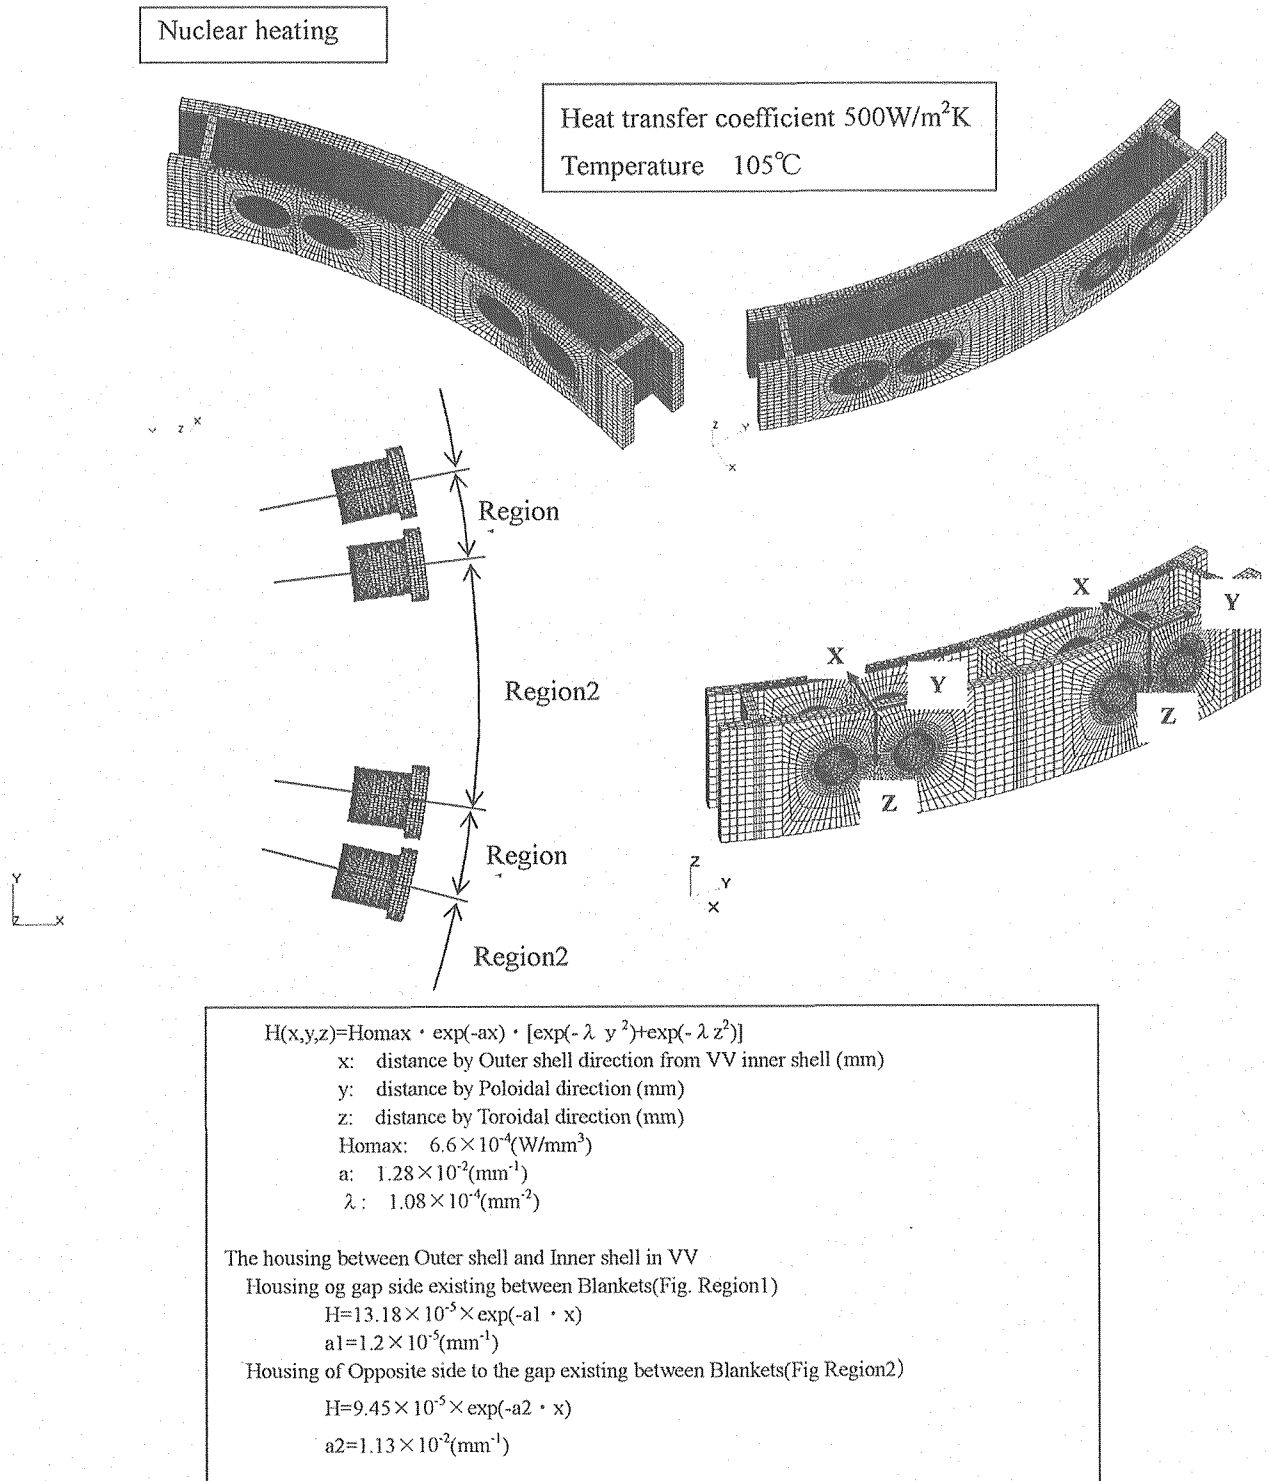 Nuclear heating
Heat transfer coefficient 500W/m²K
Temperature 105℃
Y Z X
Z Y
X
Region
X
Y
X
Y
Region2
Z
Z
Region
Z
Y
X
Y
Z X
Region2
H(x,y,z)=Homax・exp(-ax)・[exp(-λ y²)+exp(-λ z²)]
x: distance by Outer shell direction from VV inner shell (mm)
y: distance by Poloidal direction (mm)
z: distance by Toroidal direction (mm)
Homax: 6.6×10⁻⁴(W/mm³)
a: 1.28×10⁻²(mm⁻¹)
λ: 1.08×10⁻⁴(mm⁻²)
The housing between Outer shell and Inner shell in VV
Housing og gap side existing between Blankets(Fig. Region1)
H=13.18×10⁻⁵×exp(-a1・x)
a1=1.2×10⁻⁵(mm⁻¹)
Housing of Opposite side to the gap existing between Blankets(Fig Region2)
H=9.45×10⁻⁵×exp(-a2・x)
a2=1.13×10⁻²(mm⁻¹)